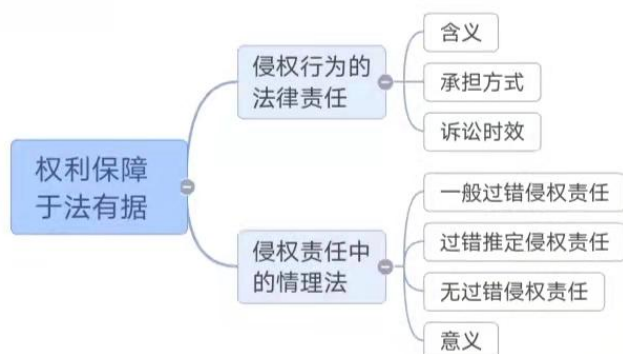 权利保障
于法有据
侵权行为的
法律责任
含义
承担方式
诉讼时效
侵权责任中
的情理法
一般过错侵权责任
过错推定侵权责任
无过错侵权责任
意义